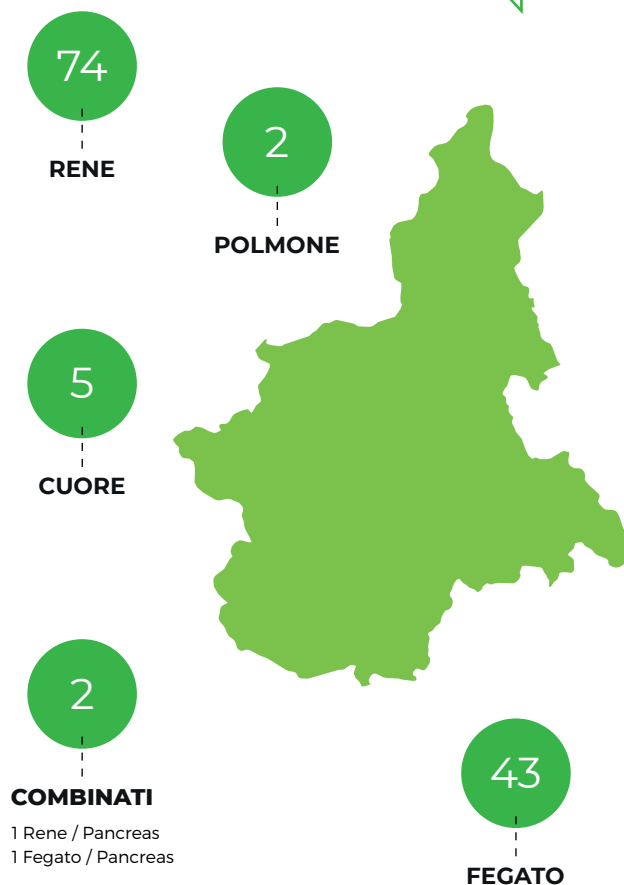 74
RENE
2
POLMONE
5
CUORE
2
COMBINATI
1 Rene / Pancreas
1 Fegato / Pancreas
43
FEGATO